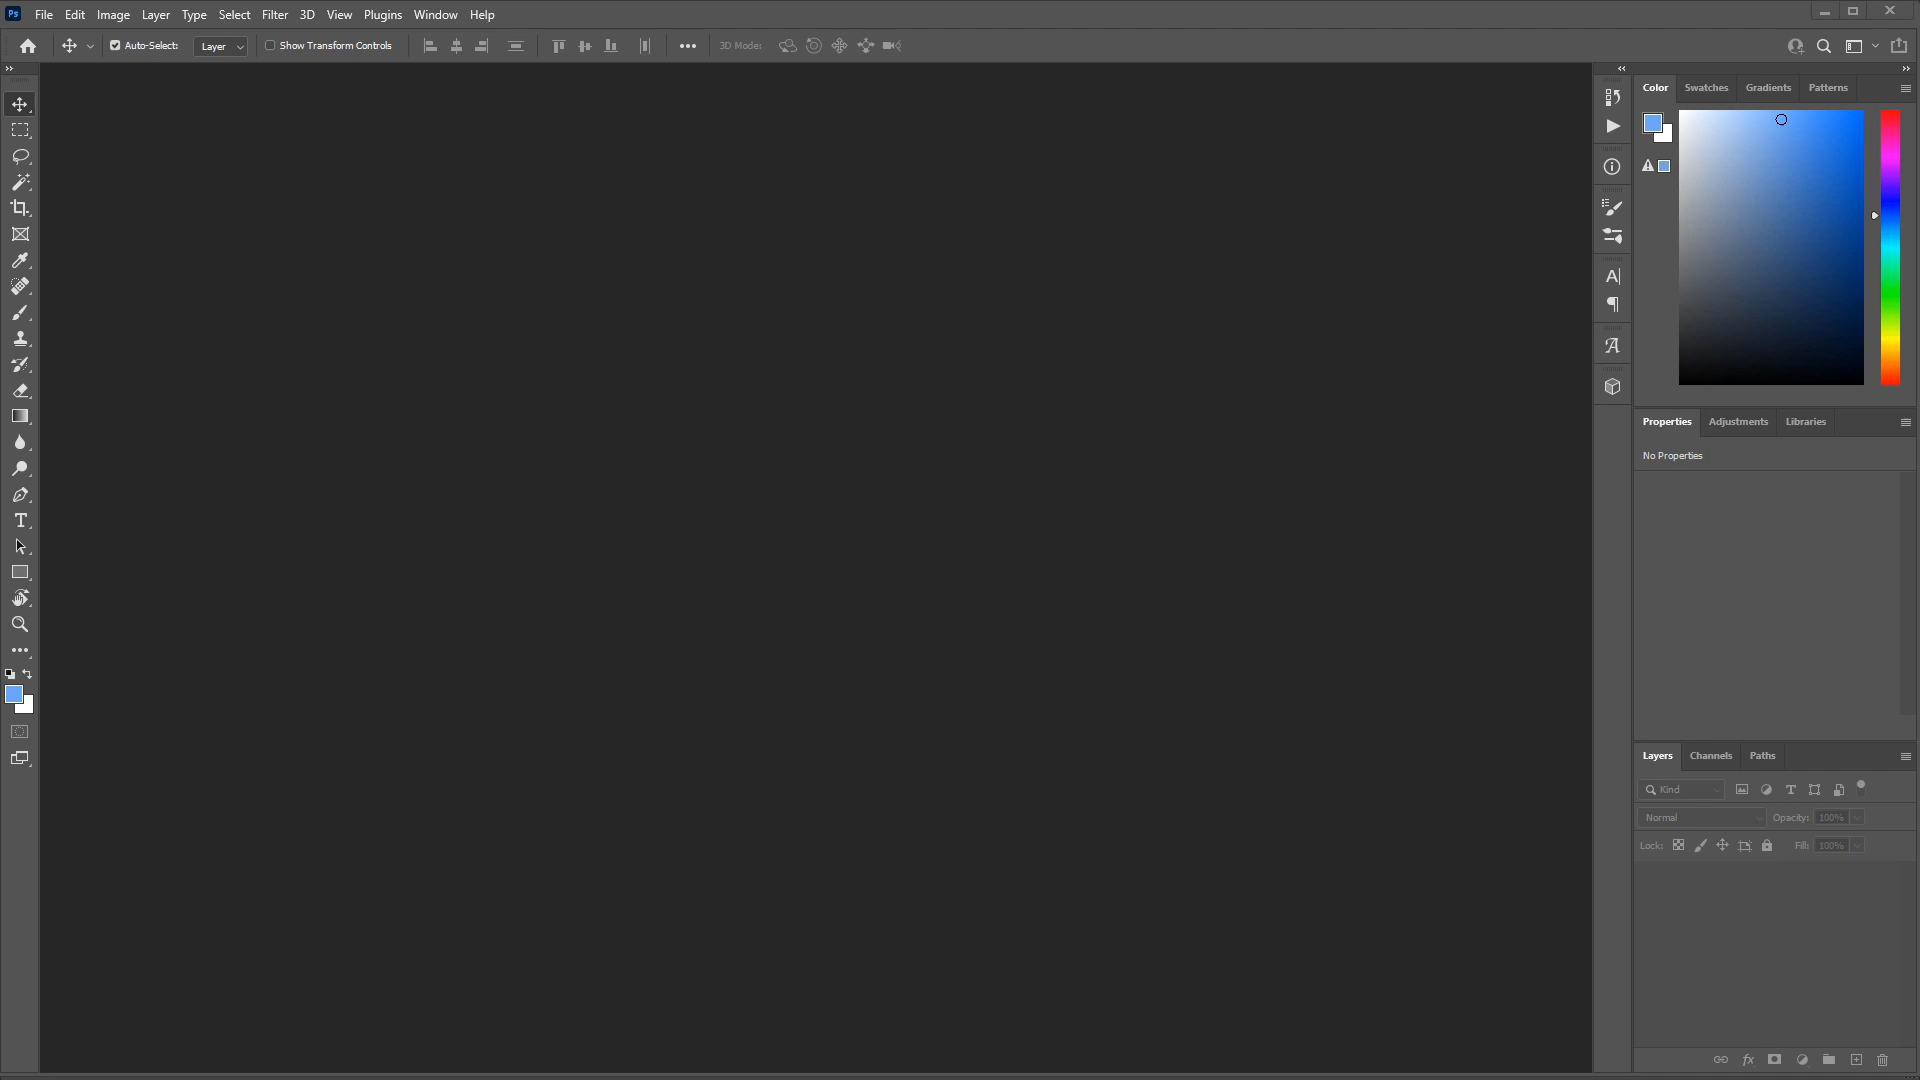 Ps File Edit Image Layer Type Select Filter 3D View Plugins Window Help
Auto-Select: Layer Show Transform Controls 3D Mode:
Color Swatches Gradients Patterns
Properties Adjustments Libraries
No Properties
Layers Channels Paths
Kind
Normal Opacity: 100%
Lock: Fill: 100%
fx